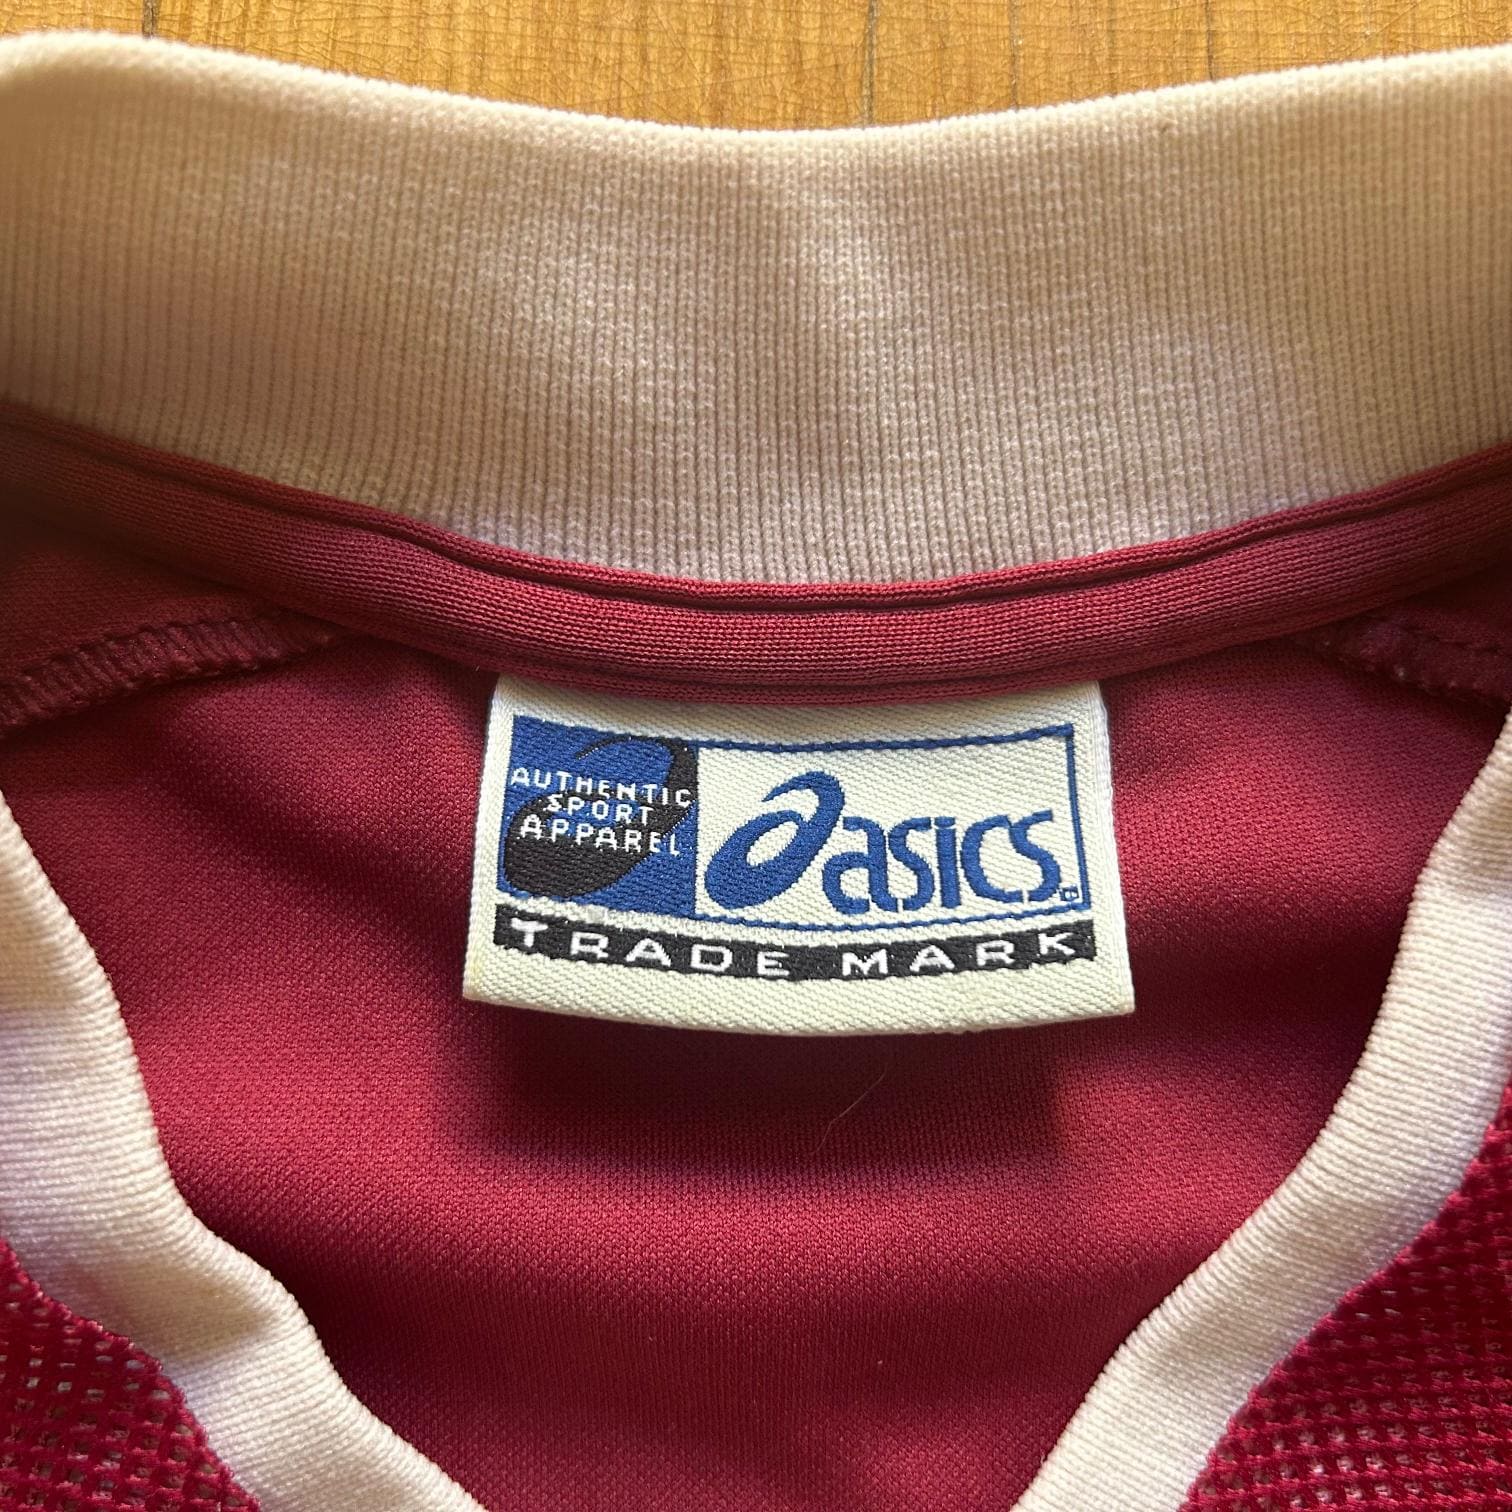 AUTHENTIC
SPORT
APPAREL
asics
TRADE MARK